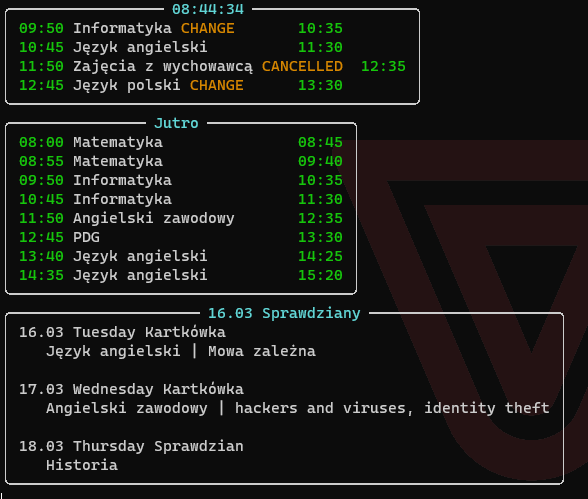 08:44:34
09:50 Informatyka CHANGE 10:35
10:45 Język angielski 11:30
11:50 Zajęcia z wychowawcą CANCELLED 12:35
12:45 Język polski CHANGE 13:30
Jutro
08:00 Matematyka 08:45
08:55 Matematyka 09:40
09:50 Informatyka 10:35
10:45 Informatyka 11:30
11:50 Angielski zawodowy 12:35
12:45 PDG 13:30
13:40 Język angielski 14:25
14:35 Język angielski 15:20
16.03 Sprawdziany
16.03 Tuesday Kartkówka
Język angielski | Mowa zależna
17.03 Wednesday Kartkówka
Angielski zawodowy | hackers and viruses, identity theft
18.03 Thursday Sprawdzian
Historia